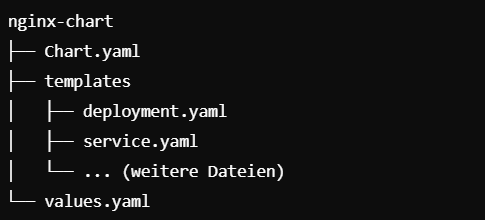 nginx-chart
├── Chart.yaml
├── templates
│   ├── deployment.yaml
│   ├── service.yaml
│   └── ... (weitere Dateien)
└── values.yaml